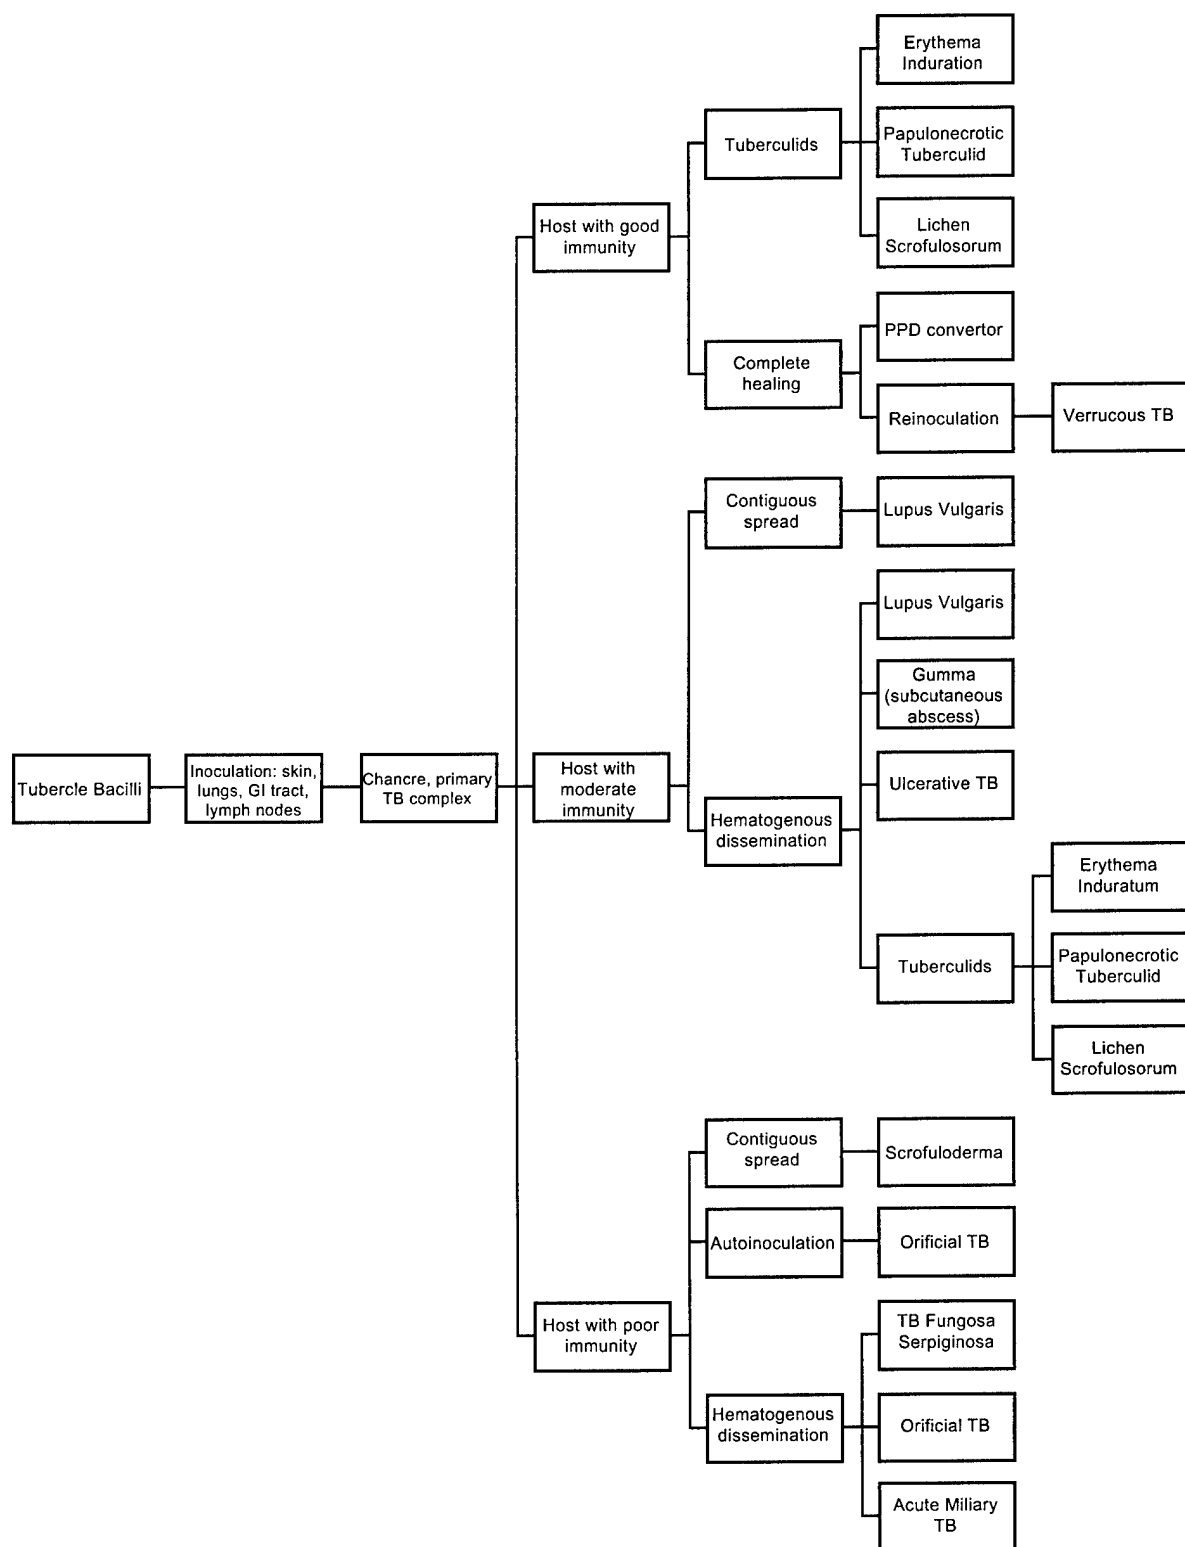 Erythema
Induration
Tuberculids
Papulonecrotic
Tuberculid
Host with good
immunity
Lichen
Scrofulosorum
PPD convertor
Complete
healing
Reinoculation
Verrucous TB
Contiguous
spread
Lupus Vulgaris
Lupus Vulgaris
Gumma
(subcutaneous
abscess)
Tubercle Bacilli
Inoculation: skin,
lungs, GI tract,
lymph nodes
Chancre, primary
TB complex
Host with
moderate
immunity
Ulcerative TB
Hematogenous
dissemination
Erythema
Induratum
Tuberculids
Papulonecrotic
Tuberculid
Lichen
Scrofulosorum
Contiguous
spread
Scrofuloderma
Autoinoculation
Orificial TB
Host with poor
immunity
TB Fungosa
Serpiginosa
Hematogenous
dissemination
Orificial TB
Acute Miliary
TB